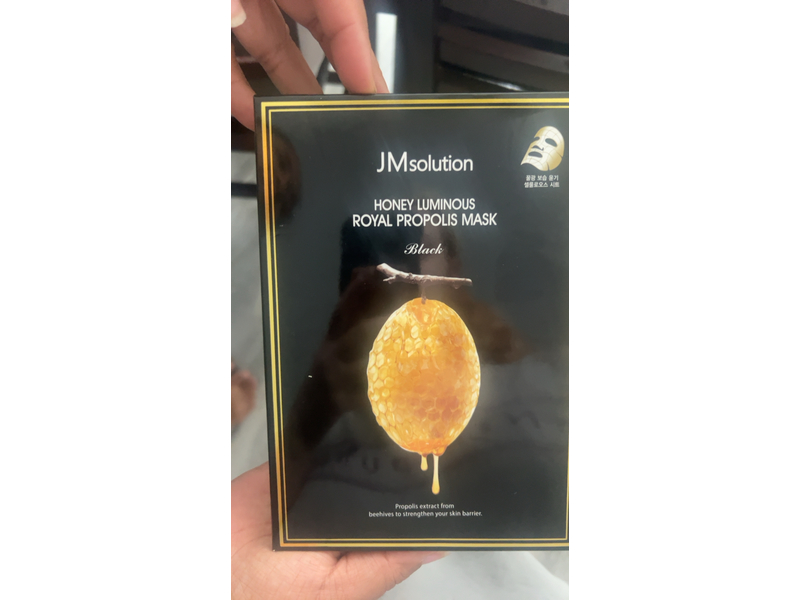 JMsolution
물광 보습 윤기
셀룰로오스 시트
HONEY LUMINOUS
ROYAL PROPOLIS MASK
Black
Propolis extract from
beehives to strengthen your skin barrier.